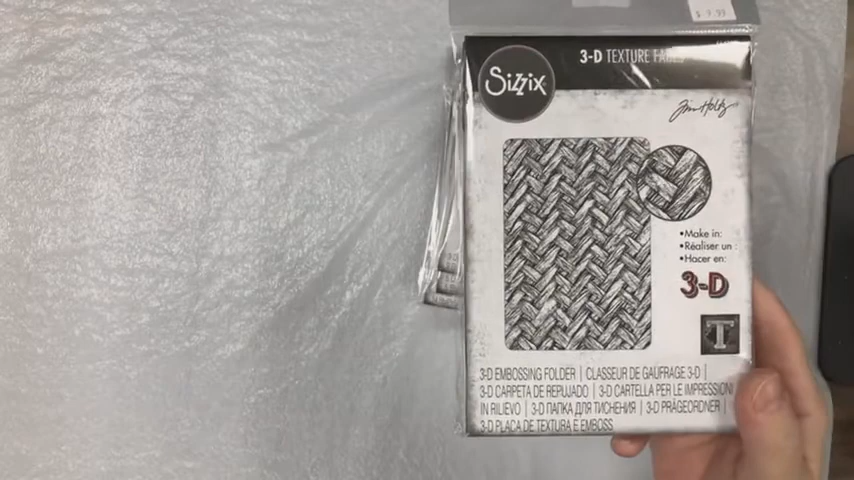 $ 9.99
3-D TEXTURE FADES
Sizzix
Tim Holtz
•Make in:
•Réaliser un :
•Hacer en:
3-D
T
3-D EMBOSSING FOLDER | CLASSEUR DE GAUFRAGE 3-D |
3-D CARPETA DE REPUJADO | 3-D CARTELLA PER LE IMPRESSIONI
IN RILIEVO | 3-D ПАПКА ДЛЯ ТИСНЕНИЯ | 3-D PRÄGEORDNER |
3-D PLACA DE TEXTURA E EMBOSS